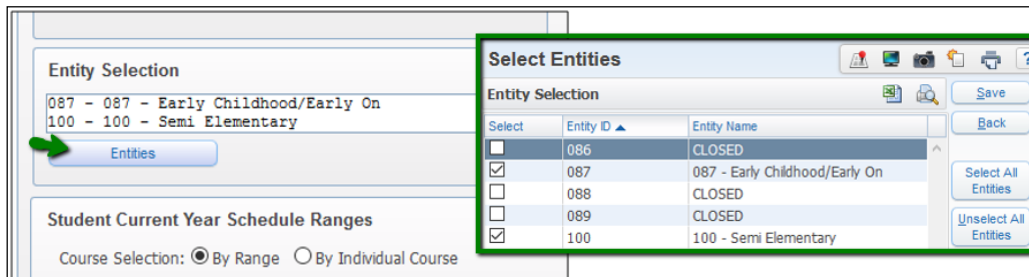 Entity Selection
087 - 087 - Early Childhood/Early On
100 - 100 - Semi Elementary
Entities
Student Current Year Schedule Ranges
Course Selection: By Range By Individual Course
Select Entities
?
Entity Selection
Save
Back
Select All Entities
Unselect All Entities
Select Entity ID Entity Name
086 CLOSED
087 087 - Early Childhood/Early On
088 CLOSED
089 CLOSED
100 100 - Semi Elementary